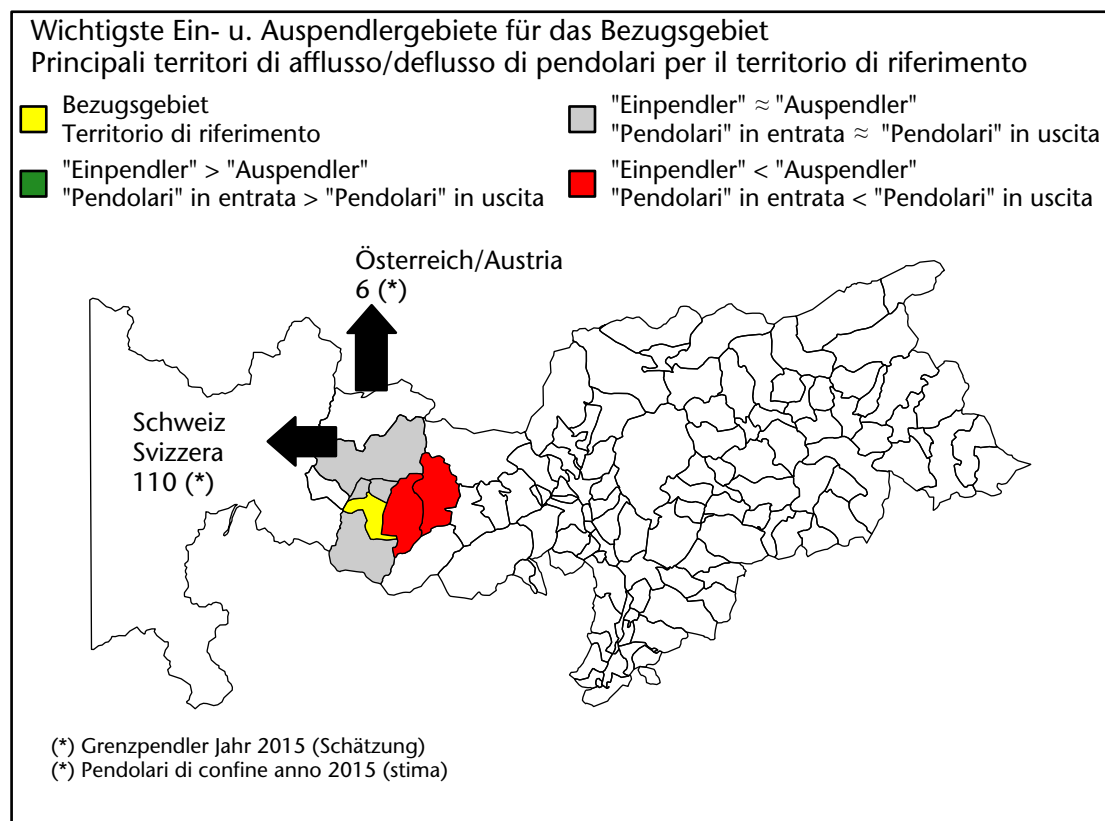 Wichtigste Ein- u. Auspendlergebiete für das Bezugsgebiet
Principali territori di afflusso/deflusso di pendolari per il territorio di riferimento
Bezugsgebiet
Territorio di riferimento
"Einpendler" ≈ "Auspendler"
"Pendolari" in entrata ≈ "Pendolari" in uscita
"Einpendler" > "Auspendler"
"Pendolari" in entrata > "Pendolari" in uscita
"Einpendler" < "Auspendler"
"Pendolari" in entrata < "Pendolari" in uscita
Österreich/Austria
6 (*)
Schweiz
Svizzera
110 (*)
(*) Grenzpendler Jahr 2015 (Schätzung)
(*) Pendolari di confine anno 2015 (stima)